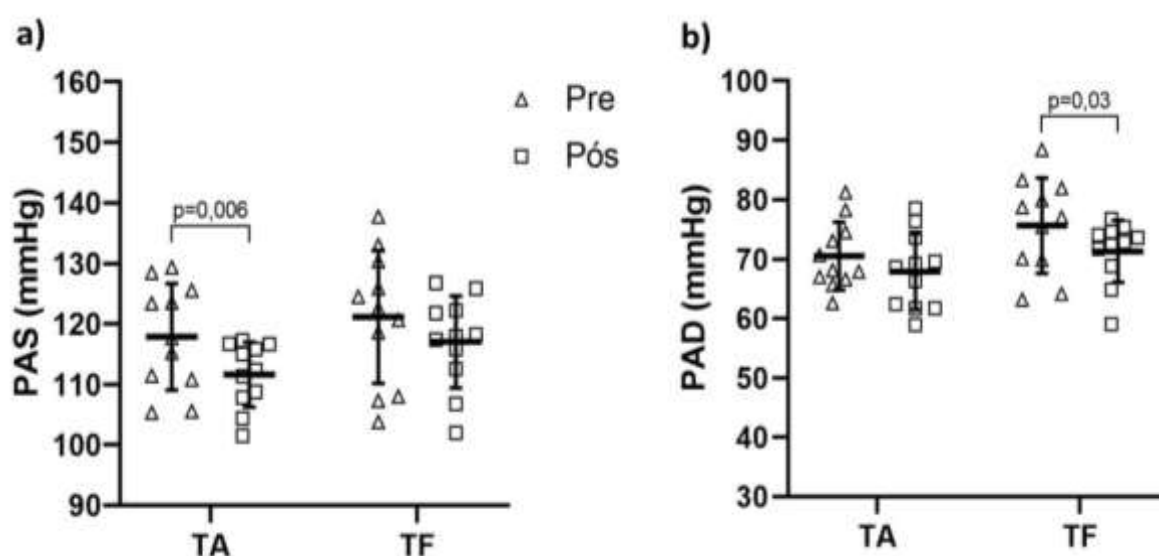 a)
PAS (mmHg)
160
150
140
130
120
110
100
90
p=0,006
TA
TF
Pre
Pós
b)
PAD (mmHg)
100
90
80
70
60
50
40
30
p=0,03
TA
TF